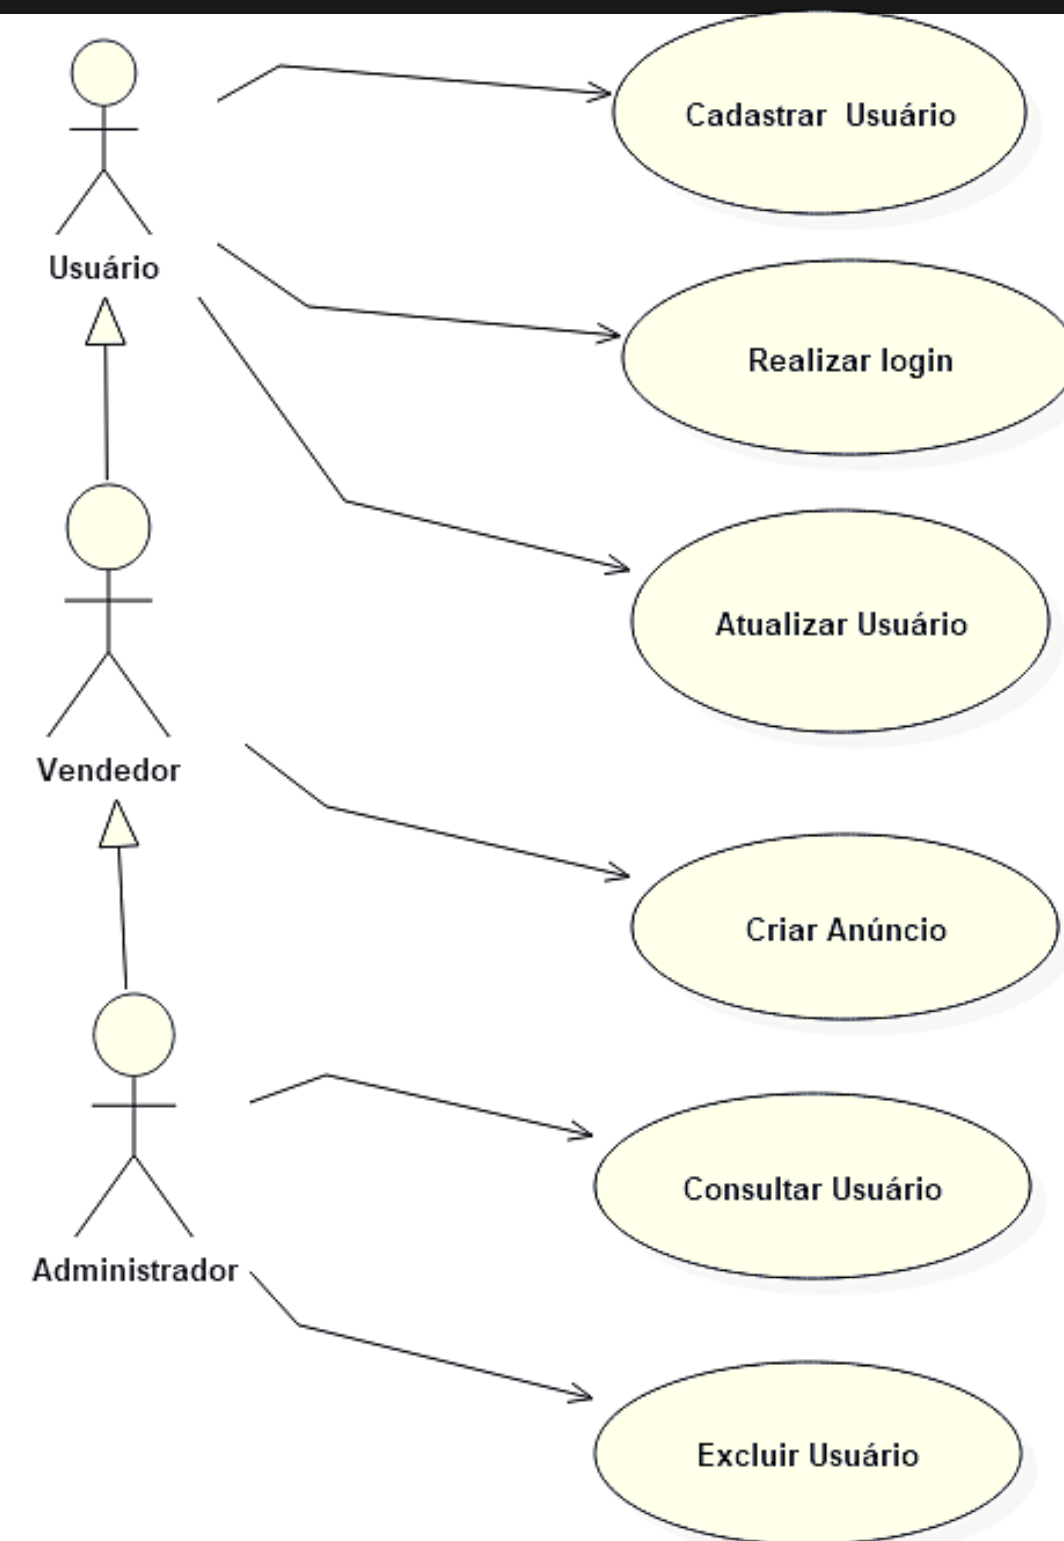 Cadastrar  Usuário
Usuário
Realizar login
Atualizar Usuário
Vendedor
Criar Anúncio
Consultar Usuário
Administrador
Excluir Usuário